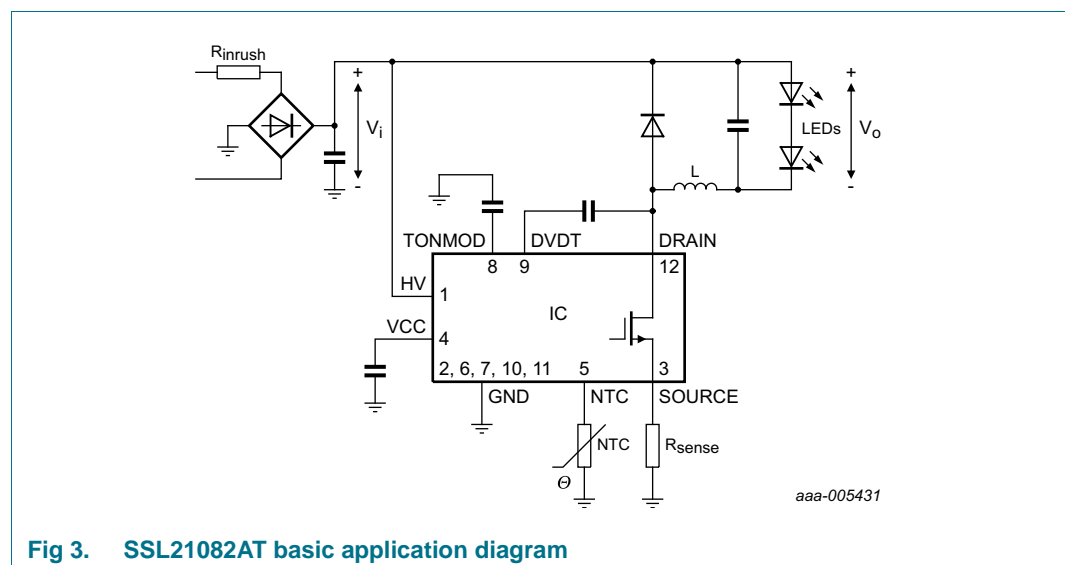 Rinrush
+
Vi
-
+
LEDs
Vo
-
L
TONMOD
DVDT
DRAIN
8
9
12
HV
1
IC
VCC
4
2, 6, 7, 10, 11
5
3
GND
NTC
SOURCE
NTC
Rsense
Θ
aaa-005431
Fig 3. SSL21082AT basic application diagram